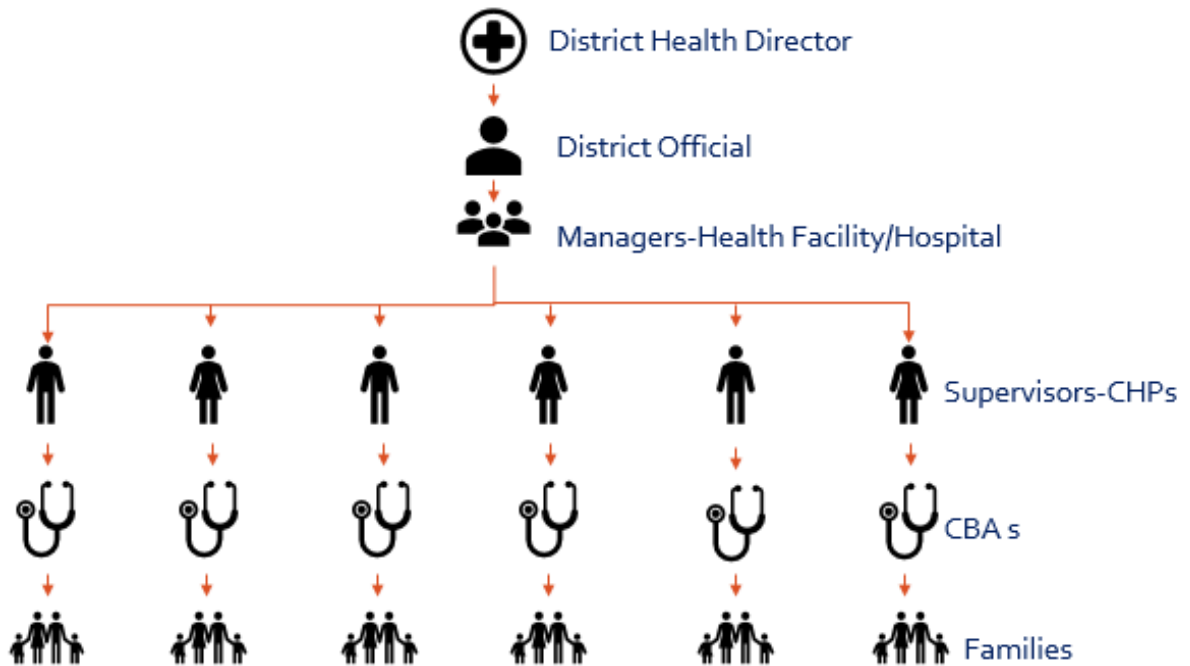 District Health Director
District Official
Managers-Health Facility/Hospital
Supervisors-CHPs
CBA s
Families